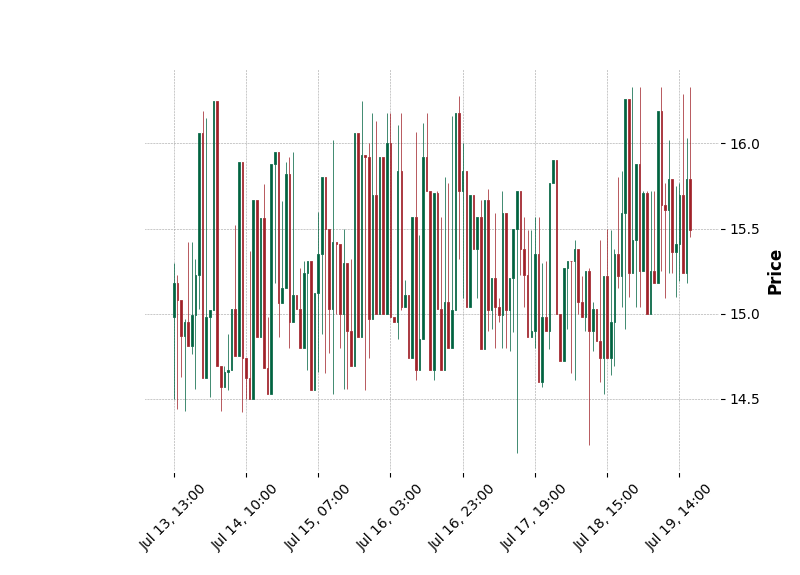 16.0
15.5
15.0
14.5
Price
Jul 13, 13:00
Jul 14, 10:00
Jul 15, 07:00
Jul 16, 03:00
Jul 16, 23:00
Jul 17, 19:00
Jul 18, 15:00
Jul 19, 14:00